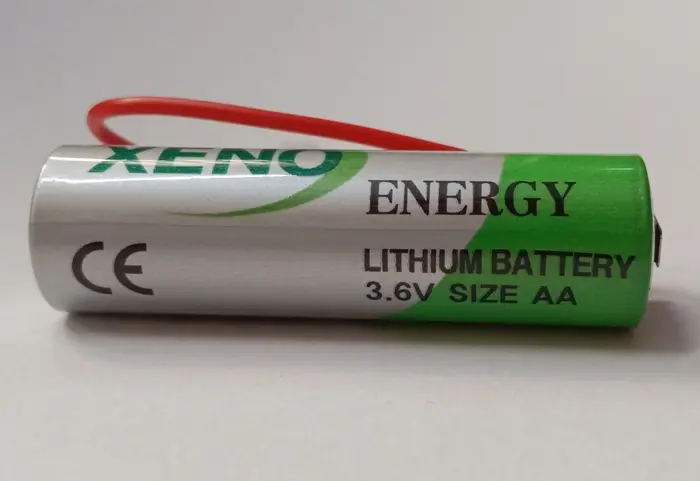 XENO
ENERGY
CE
LITHIUM BATTERY
3.6V SIZE AA